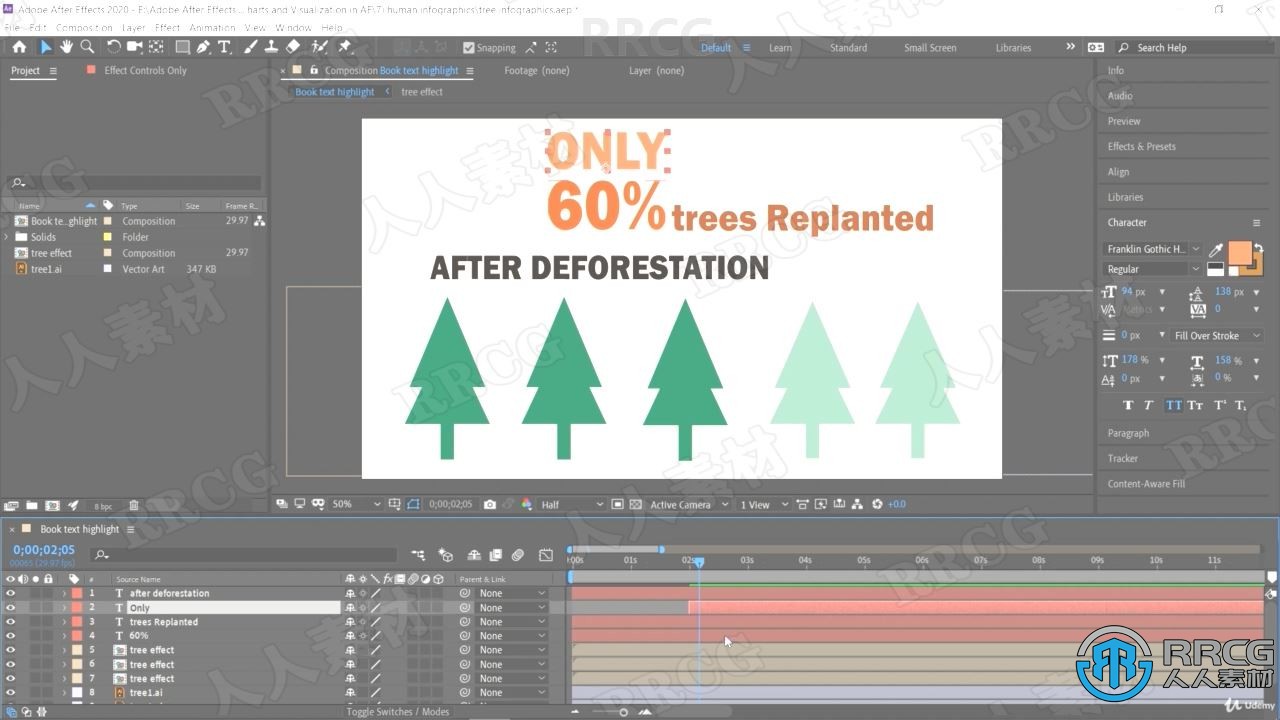 Adobe After Effects 2020 - E:\Adobe After Effects... harts and Visualization in AE\7) human infographics\tree infographics.aep *
File Edit Composition Layer Effect Animation View Window Help
Snapping
Default
Learn
Standard
Small Screen
Libraries
Search Help
Project
Effect Controls Only
Composition Book text highlight
Footage (none)
Layer (none)
Book text highlight
tree effect
Name
Type
Size
Frame R...
Book te...ghlight Composition 29.97
Solids Folder
tree effect Composition 29.97
tree1.ai Vector Art 347 KB
8 bpc
ONLY
60% trees Replanted
AFTER DEFORESTATION
50%
0;00;02;05
Half
Active Camera
1 View
+0.0
Info
Audio
Preview
Effects & Presets
Align
Libraries
Character
Franklin Gothic H...
Regular
94 px
138 px
Metrics
0
0 px
Fill Over Stroke
178 %
158 %
0 px
0 %
Paragraph
Tracker
Content-Aware Fill
Book text highlight
0;00;02;05
00065 (29.97 fps)
# Source Name
Parent & Link
:00s 01s 02s 03s 04s 05s 06s 07s 08s 09s 10s 11s
1 after deforestation None
2 Only None
3 trees Replanted None
4 60% None
5 tree effect None
6 tree effect None
7 tree effect None
8 tree1.ai None
Toggle Switches / Modes
RRCG
人人素材
Udemy